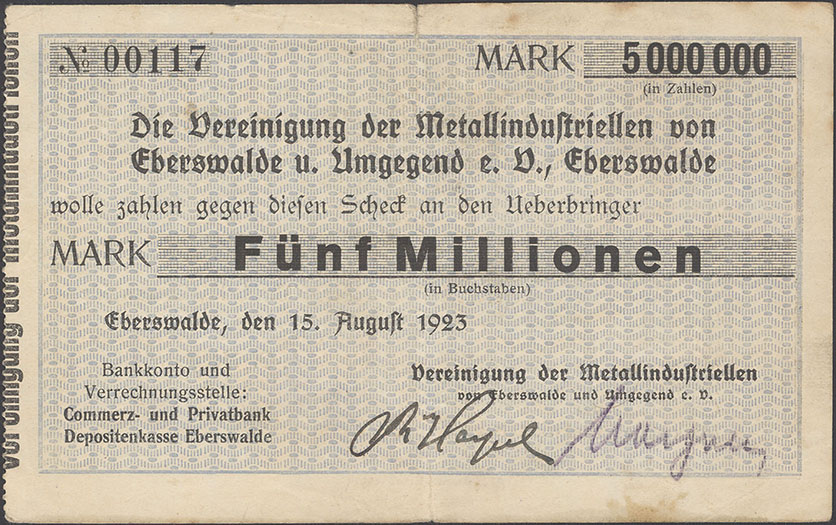 № 00117
MARK 5 000 000
(in Zahlen)
Die Vereinigung der Metallindustriellen von
Eberswalde u. Umgegend e. V., Eberswalde
wolle zahlen gegen diesen Scheck an den Ueberbringer
MARK Fünf Millionen
(in Buchstaben)
Eberswalde, den 15. August 1923
Bankkonto und
Verrechnungsstelle:
Commerz- und Privatbank
Depositenkasse Eberswalde
Vereinigung der Metallindustriellen
von Eberswalde und Umgegend e. V.